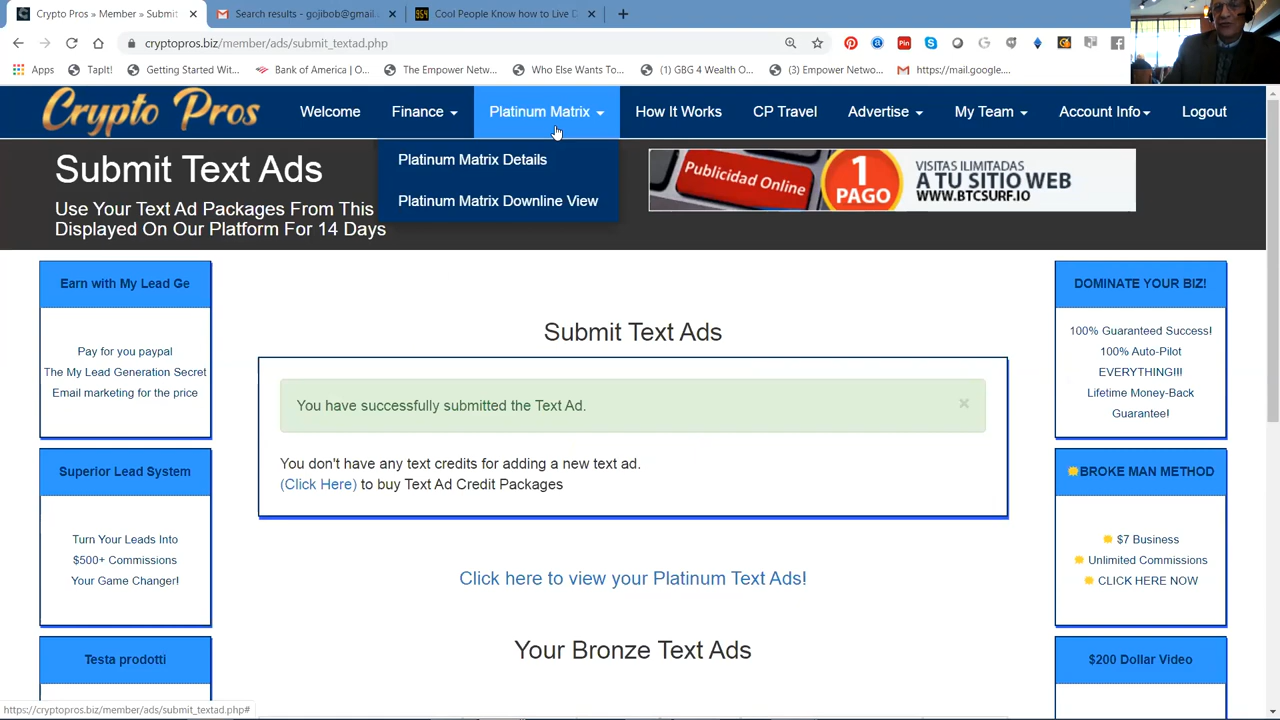 Crypto Pros » Member » Submit
Search results - gojibob@gmail.
Cool People Know how to Live D
cryptopros.biz/member/ads/submit_textad.php
Apps
TapIt!
Getting Started Wit...
Bank of America | O...
The Empower Netw...
Who Else Wants To...
(1) GBG 4 Wealth O...
(3) Empower Netwo...
https://mail.google....
Crypto Pros
Welcome
Finance
Platinum Matrix
How It Works
CP Travel
Advertise
My Team
Account Info
Logout
Platinum Matrix Details
Platinum Matrix Downline View
Submit Text Ads
Use Your Text Ad Packages From This
Displayed On Our Platform For 14 Days
Publicidad Online
1
PAGO
VISITAS ILIMITADAS
A TU SITIO WEB
WWW.BTCSURF.IO
Earn with My Lead Ge
Pay for you paypal
The My Lead Generation Secret
Email marketing for the price
Superior Lead System
Turn Your Leads Into
$500+ Commissions
Your Game Changer!
Testa prodotti
Submit Text Ads
You have successfully submitted the Text Ad.
×
You don't have any text credits for adding a new text ad.
(Click Here) to buy Text Ad Credit Packages
Click here to view your Platinum Text Ads!
Your Bronze Text Ads
DOMINATE YOUR BIZ!
100% Guaranteed Success!
100% Auto-Pilot
EVERYTHING!!!
Lifetime Money-Back
Guarantee!
BROKE MAN METHOD
$7 Business
Unlimited Commissions
CLICK HERE NOW
$200 Dollar Video
https://cryptopros.biz/member/ads/submit_textad.php#